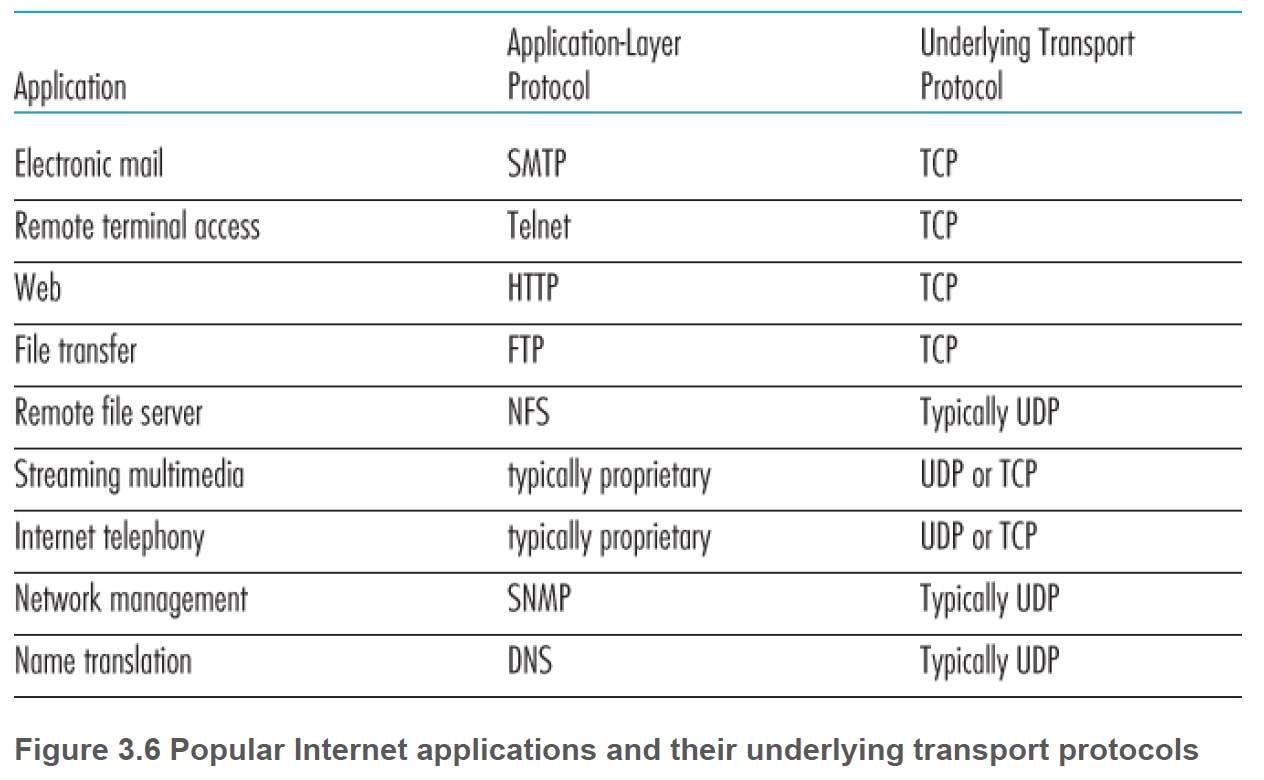 Application Application-Layer Protocol Underlying Transport Protocol
Electronic mail SMTP TCP
Remote terminal access Telnet TCP
Web HTTP TCP
File transfer FTP TCP
Remote file server NFS Typically UDP
Streaming multimedia typically proprietary UDP or TCP
Internet telephony typically proprietary UDP or TCP
Network management SNMP Typically UDP
Name translation DNS Typically UDP
Figure 3.6 Popular Internet applications and their underlying transport protocols